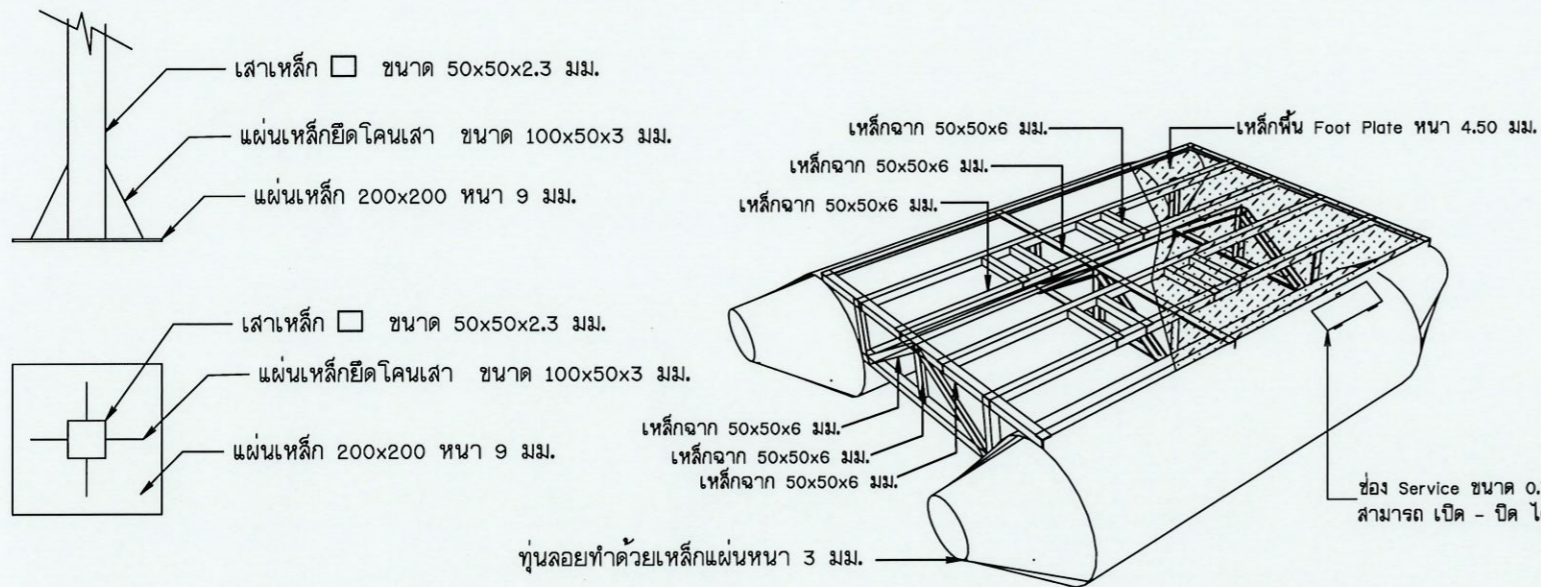 เสาเหล็ก ขนาด 50x50x2.3 มม.
แผ่นเหล็กยึดโคนเสา ขนาด 100x50x3 มม.
แผ่นเหล็ก 200x200 หนา 9 มม.
เสาเหล็ก ขนาด 50x50x2.3 มม.
แผ่นเหล็กยึดโคนเสา ขนาด 100x50x3 มม.
แผ่นเหล็ก 200x200 หนา 9 มม.
เหล็กฉาก 50x50x6 มม.
เหล็กพื้น Foot Plate หนา 4.50 มม.
เหล็กฉาก 50x50x6 มม.
เหล็กฉาก 50x50x6 มม.
เหล็กฉาก 50x50x6 มม.
เหล็กฉาก 50x50x6 มม.
เหล็กฉาก 50x50x6 มม.
ช่อง Service ขนาด
สามารถ เปิด - ปิด
ทุ่นลอยทำด้วยเหล็กแผ่นหนา 3 มม.